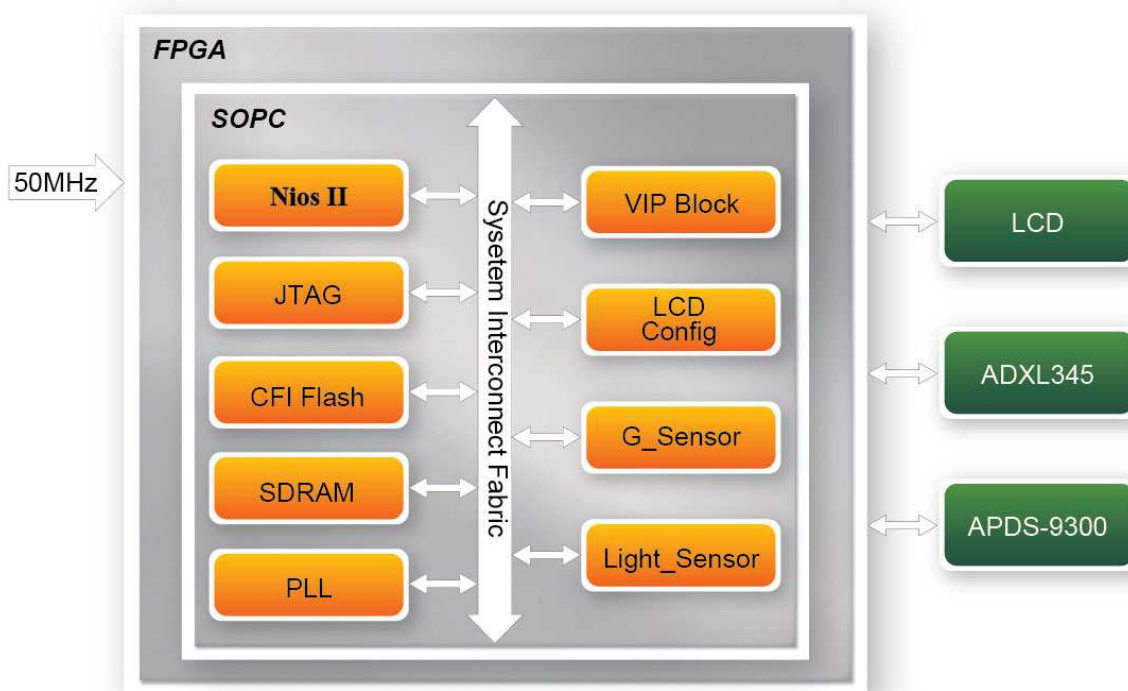 FPGA
SOPC
50MHz
Nios II
JTAG
CFI Flash
SDRAM
PLL
Sysetem Interconnect Fabric
VIP Block
LCD
Config
G_Sensor
Light_Sensor
LCD
ADXL345
APDS-9300